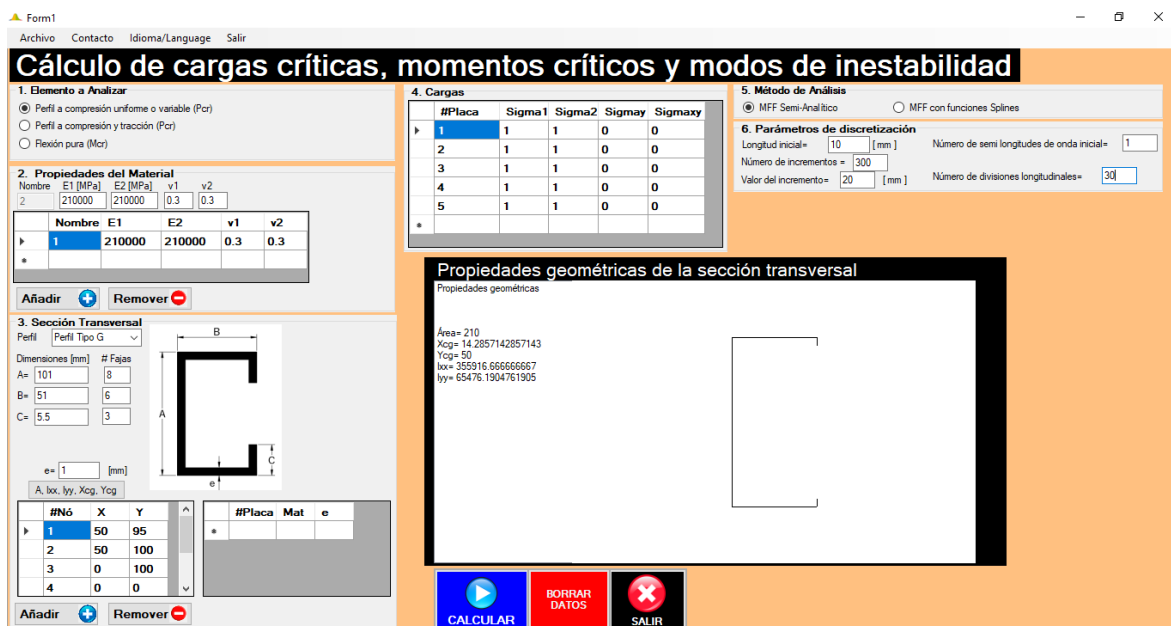 Form1
Archivo Contacto Idioma/Language Salir
Cálculo de cargas críticas, momentos críticos y modos de inestabilidad
1. Elemento a Analizar
Perfil a compresión uniforme o variable (Pcr)
Perfil a compresión y tracción (Pcr)
Flexión pura (Mcr)
2. Propiedades del Material
Nombre E1 [MPa] E2 [MPa] v1 v2
2 210000 210000 0.3 0.3
Nombre E1 E2 v1 v2
1 210000 210000 0.3 0.3
*
Añadir Remover
3. Sección Transversal
Perfil Perfil Tipo G
Dimensiones [mm] # Fajas
A= 101 8
B= 51 6
C= 5.5 3
e= 1 [mm]
A, Ixx, Iyy, Xcg, Ycg
B
A
C
e
#Nó X Y
1 50 95
2 50 100
3 0 100
4 0 0
#Placa Mat e
*
Añadir Remover
4. Cargas
#Placa Sigma1 Sigma2 Sigmay Sigmaxy
1 1 1 0 0
2 1 1 0 0
3 1 1 0 0
4 1 1 0 0
5 1 1 0 0
*
5. Método de Análisis
MFF Semi-Analítico MFF con funciones Splines
6. Parámetros de discretización
Longitud inicial= 10 [mm] Número de semi longitudes de onda inicial= 1
Número de incrementos = 300
Valor del incremento= 20 [mm] Número de divisiones longitudinales= 30
Propiedades geométricas de la sección transversal
Propiedades geométricas
Área= 210
Xcg= 14.2857142857143
Ycg= 50
Ixx= 355916.666666667
Iyy= 65476.1904761905
CALCULAR
BORRAR
DATOS
SALIR